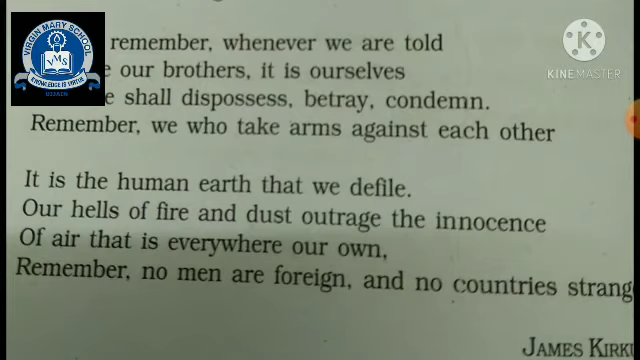 VIRGIN MARY SCHOOL
VMS
KNOWLEDGE IS VIRTUE
KINEMASTER
remember, whenever we are told
our brothers, it is ourselves
shall dispossess, betray, condemn.
Remember, we who take arms against each other
It is the human earth that we defile.
Our hells of fire and dust outrage the innocence
Of air that is everywhere our own,
Remember, no men are foreign, and no countries
JAMES